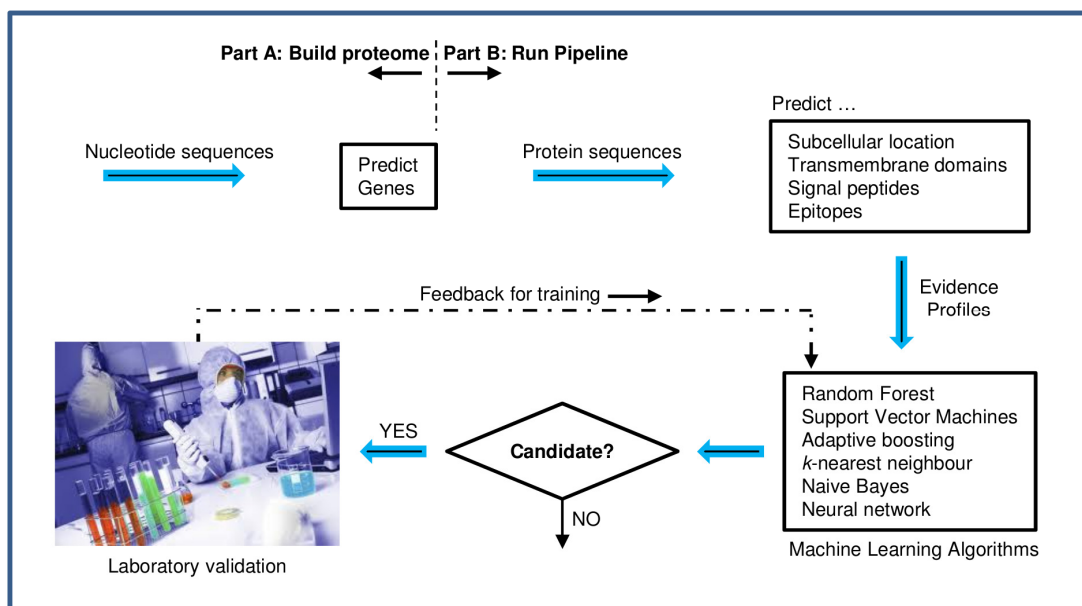 Part A: Build proteome Part B: Run Pipeline
Predict …
Nucleotide sequences
Predict
Genes
Protein sequences
Subcellular location
Transmembrane domains
Signal peptides
Epitopes
Evidence
Profiles
Feedback for training
Random Forest
Support Vector Machines
Adaptive boosting
k-nearest neighbour
Naive Bayes
Neural network
Machine Learning Algorithms
Candidate?
YES
NO
Laboratory validation